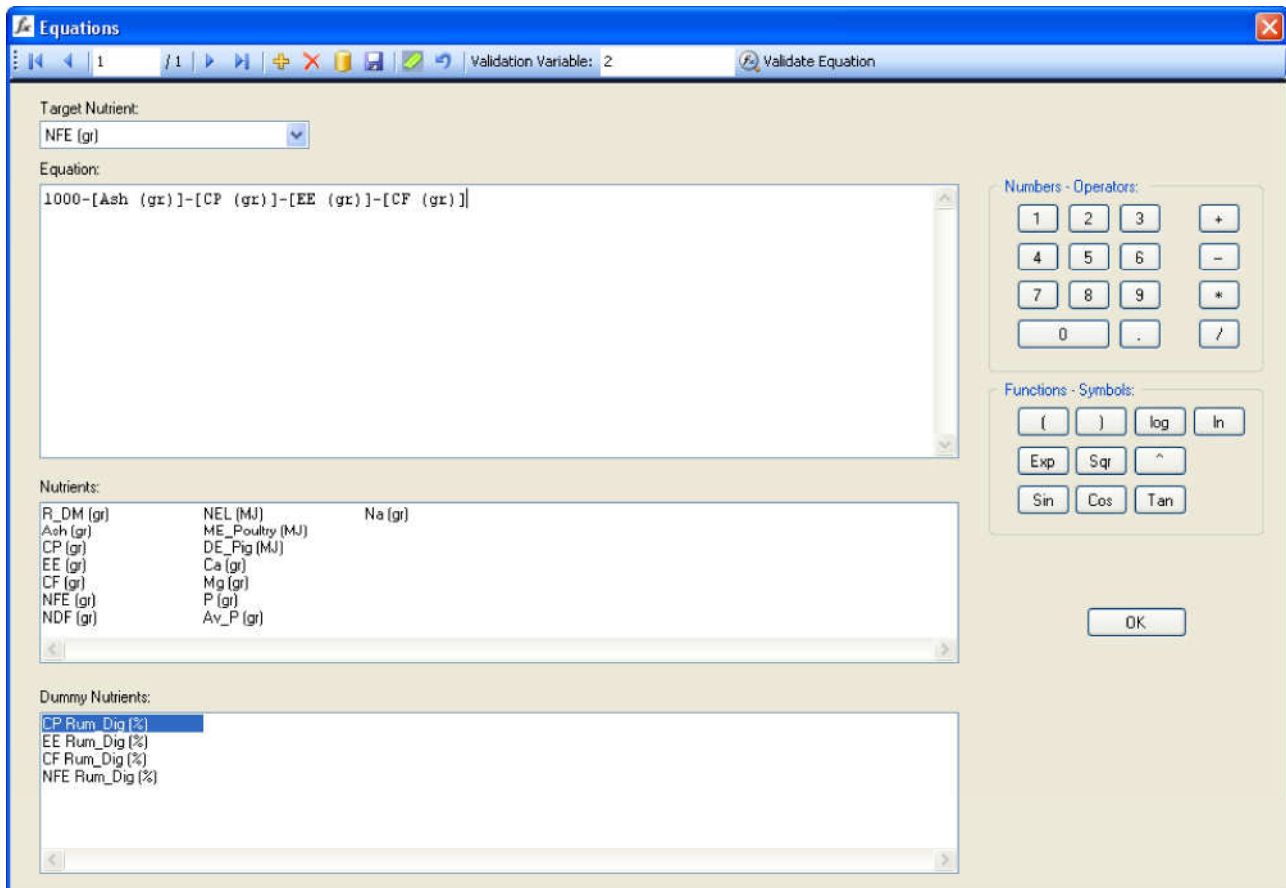 Equations
1 / 1 Validation Variable: 2 Validate Equation
Target Nutrient:
NFE (gr)
Equation:
1000-[Ash (gr)]-[CP (gr)]-[EE (gr)]-[CF (gr)]
Numbers - Operators:
1 2 3 +
4 5 6 -
7 8 9 *
0 . /
Functions - Symbols:
( ) log ln
Exp Sqr ^
Sin Cos Tan
Nutrients:
R_DM (gr) NEL (MJ) Na (gr)
Ash (gr) ME_Poultry (MJ)
CP (gr) DE_Pig (MJ)
EE (gr) Ca (gr)
CF (gr) Mg (gr)
NFE (gr) P (gr)
NDF (gr) Av_P (gr)
OK
Dummy Nutrients:
CP Rum_Dig (%)
EE Rum_Dig (%)
CF Rum_Dig (%)
NFE Rum_Dig (%)